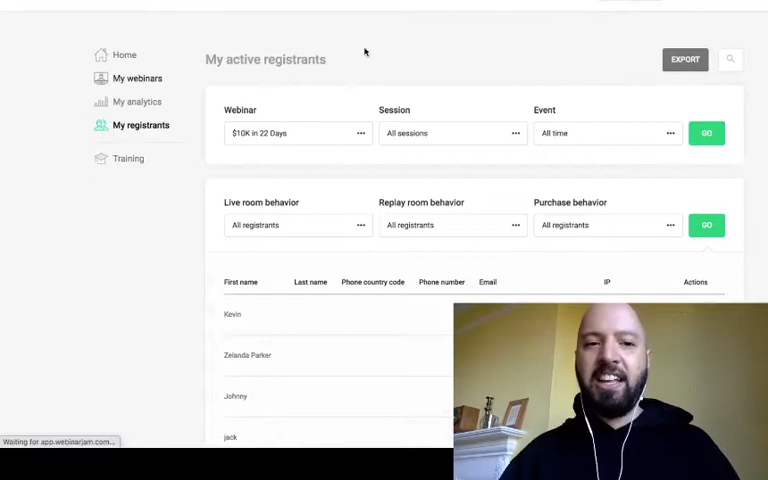 Home
My active registrants
EXPORT
My webinars
My analytics
My registrants
Training
Webinar Session Event
$10K in 22 Days ••• All sessions ••• All time ••• GO
Live room behavior Replay room behavior Purchase behavior
All registrants ••• All registrants ••• All registrants ••• GO
First name Last name Phone country code Phone number Email IP Actions
Kevin
Zelanda Parker
Johnny
jack
Waiting for app.webinarjam.com...